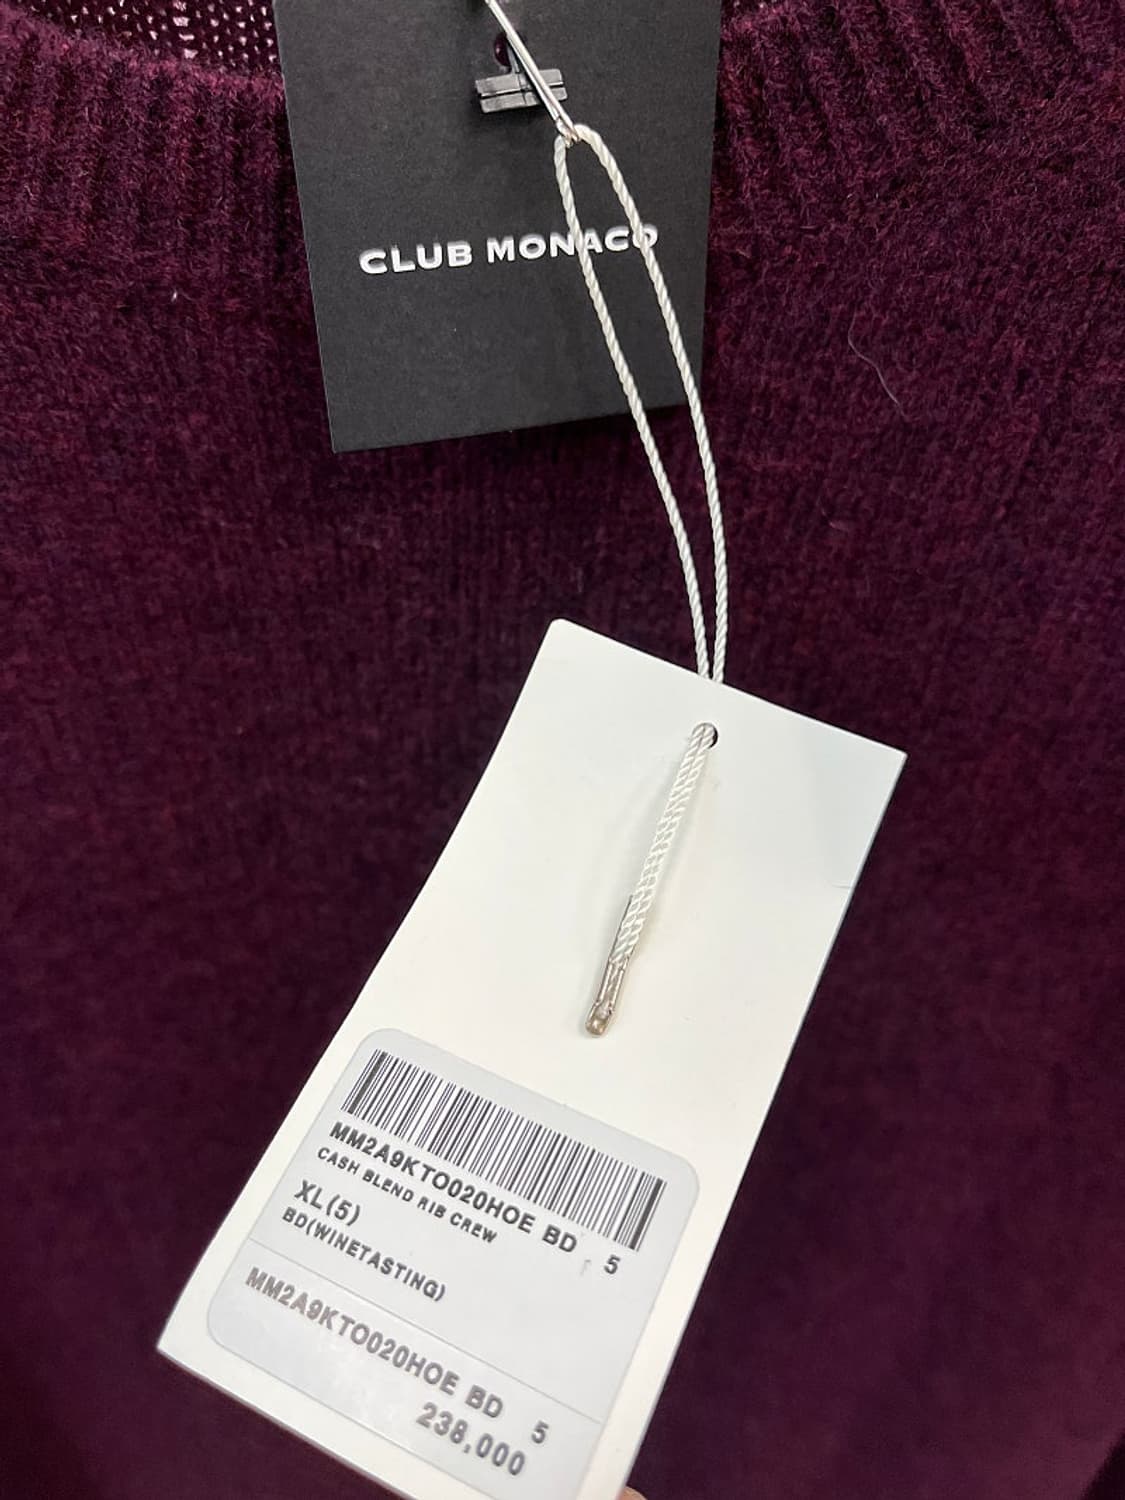 CLUB MONACO
MM2A9KTO020HOE BD 5
CASH BLEND RIB CREW
XL(5)
BD(WINETASTING)
MM2A9KTO020HOE BD 5
238,000